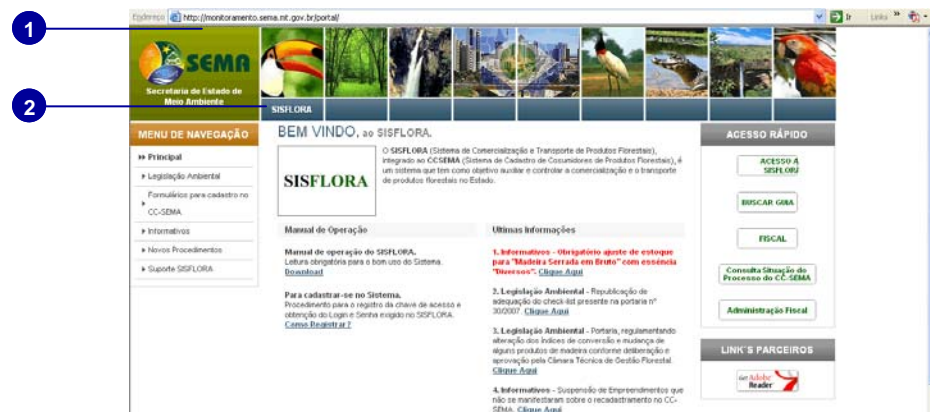 Endereço http://monitoramento.sema.mt.gov.br/portal/ Ir Links »
1
SEMA
Secretaria de Estado de
Meio Ambiente
2
SISFLORA
MENU DE NAVEGAÇÃO
Principal
Legislação Ambiental
Formulários para cadastro no
CC-SEMA
Informativos
Novos Procedimentos
Suporte SISFLORA
BEM VINDO, ao SISFLORA.
SISFLORA
O SISFLORA (Sistema de
Comercialização e Transporte de Produtos Florestais),
integrado ao CCSEMA (Sistema de Cadastro de Cosumidores de Produtos Florestais), é
um sistema que tem como objetivo auxiliar e controlar a comercialização e o transporte
de produtos florestais no Estado.
Manual de Operação
Manual de operação do SISFLORA.
Leitura obrigatória para o bom uso do Sistema.
Download
Para cadastrar-se no Sistema.
Procedimento para o registro da chave de acesso e
obtenção do Login e Senha exigido no SISFLORA.
Como Registrar?
Ultimas Informações
1. Informativos - Obrigatório ajuste de estoque
para "Madeira Serrada em Bruto" com essência
"Diversos". Clique Aqui
2. Legislação Ambiental - Republicação de
adequação do check-list presente na portaria n°
30/2007. Clique Aqui
3. Legislação Ambiental - Portaria, regulamentando
alteração dos índices de conversão e mudança de
alguns produtos de madeira conforme deliberação e
aprovação pela Câmara Técnica de Gestão Florestal.
Clique Aqui
4. Informativos - Suspensão de Empreendimentos que
não se manifestaram sobre o recadastramento no CC-
SEMA. Clique Aqui
ACESSO RÁPIDO
ACESSO A
SISFLORA
BUSCAR GUIA
FISCAL
Consulta Situação do
Processo do CC-SEMA
Administração Fiscal
LINK´S PARCEIROS
Get Adobe
Reader